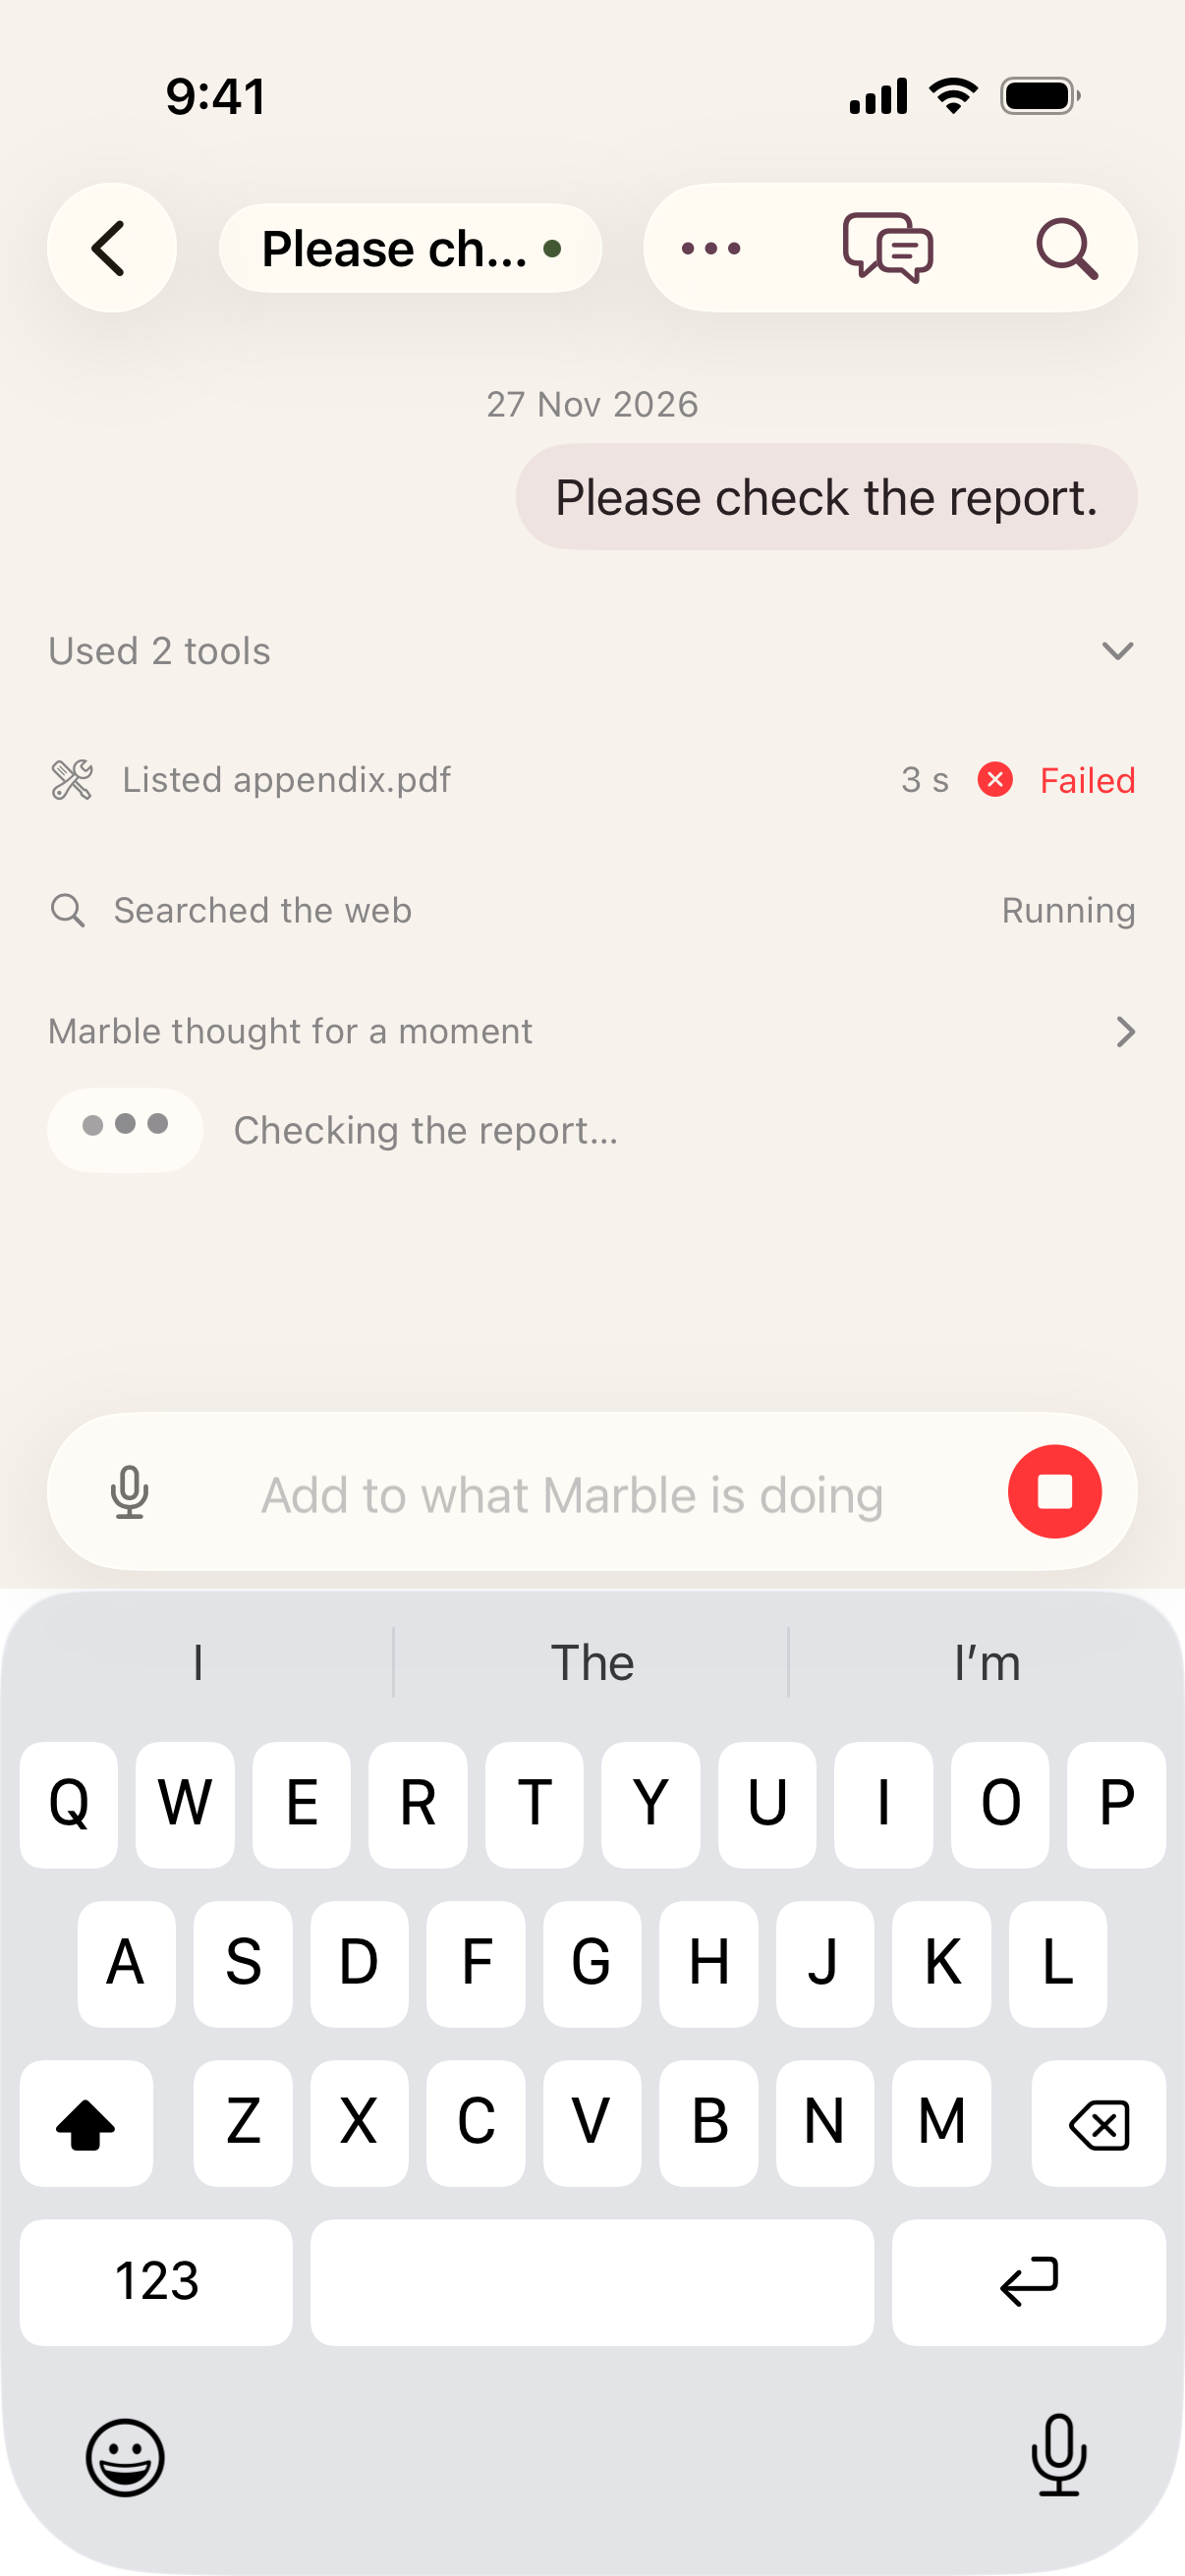 9:41
Please ch...
27 Nov 2026
Please check the report.
Used 2 tools
Listed appendix.pdf 3 s Failed
Searched the web Running
Marble thought for a moment
Checking the report...
Add to what Marble is doing
I The I’m
Q W E R T Y U I O P
A S D F G H J K L
Z X C V B N M
123